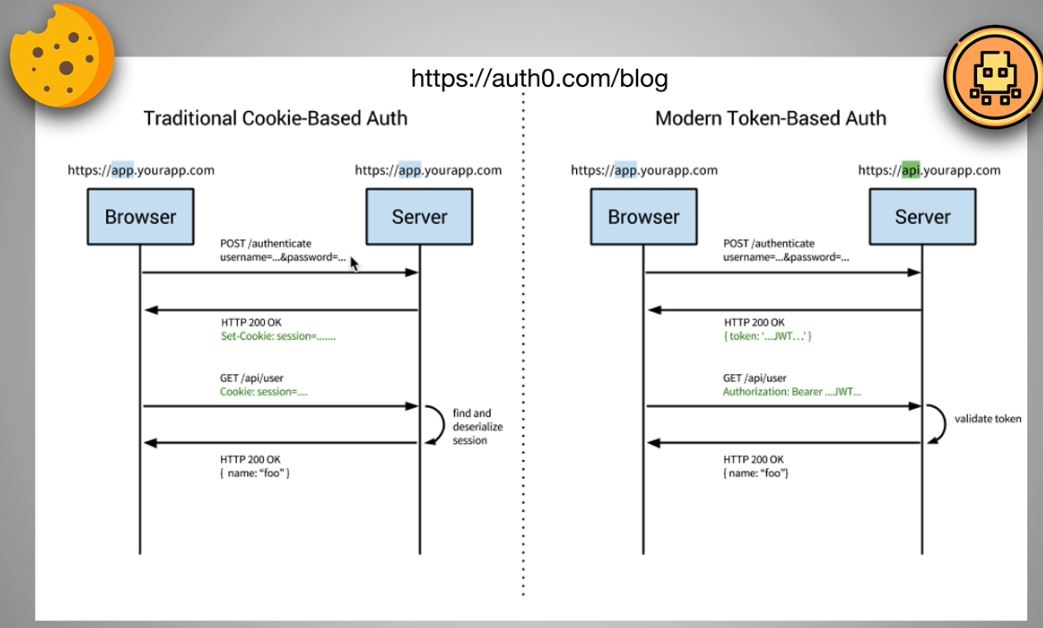 https://auth0.com/blog
Traditional Cookie-Based Auth
https://app.yourapp.com
https://app.yourapp.com
Browser
Server
POST /authenticate
username=...&password=...
HTTP 200 OK
Set-Cookie: session=.......
GET /api/user
Cookie: session=....
find and
deserialize
session
HTTP 200 OK
{ name: “foo” }
Modern Token-Based Auth
https://app.yourapp.com
https://api.yourapp.com
Browser
Server
POST /authenticate
username=...&password=...
HTTP 200 OK
{ token: ‘...JWT...’ }
GET /api/user
Authorization: Bearer ...JWT...
validate token
HTTP 200 OK
{ name: “foo”}